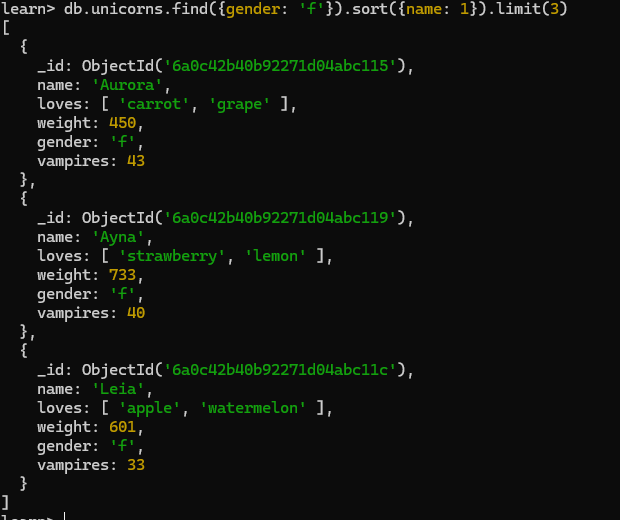 learn> db.unicorns.find({gender: 'f'}).sort({name: 1}).limit(3)
[
  {
    _id: ObjectId('6a0c42b40b92271d04abc115'),
    name: 'Aurora',
    loves: [ 'carrot', 'grape' ],
    weight: 450,
    gender: 'f',
    vampires: 43
  },
  {
    _id: ObjectId('6a0c42b40b92271d04abc119'),
    name: 'Ayna',
    loves: [ 'strawberry', 'lemon' ],
    weight: 733,
    gender: 'f',
    vampires: 40
  },
  {
    _id: ObjectId('6a0c42b40b92271d04abc11c'),
    name: 'Leia',
    loves: [ 'apple', 'watermelon' ],
    weight: 601,
    gender: 'f',
    vampires: 33
  }
]
learn>